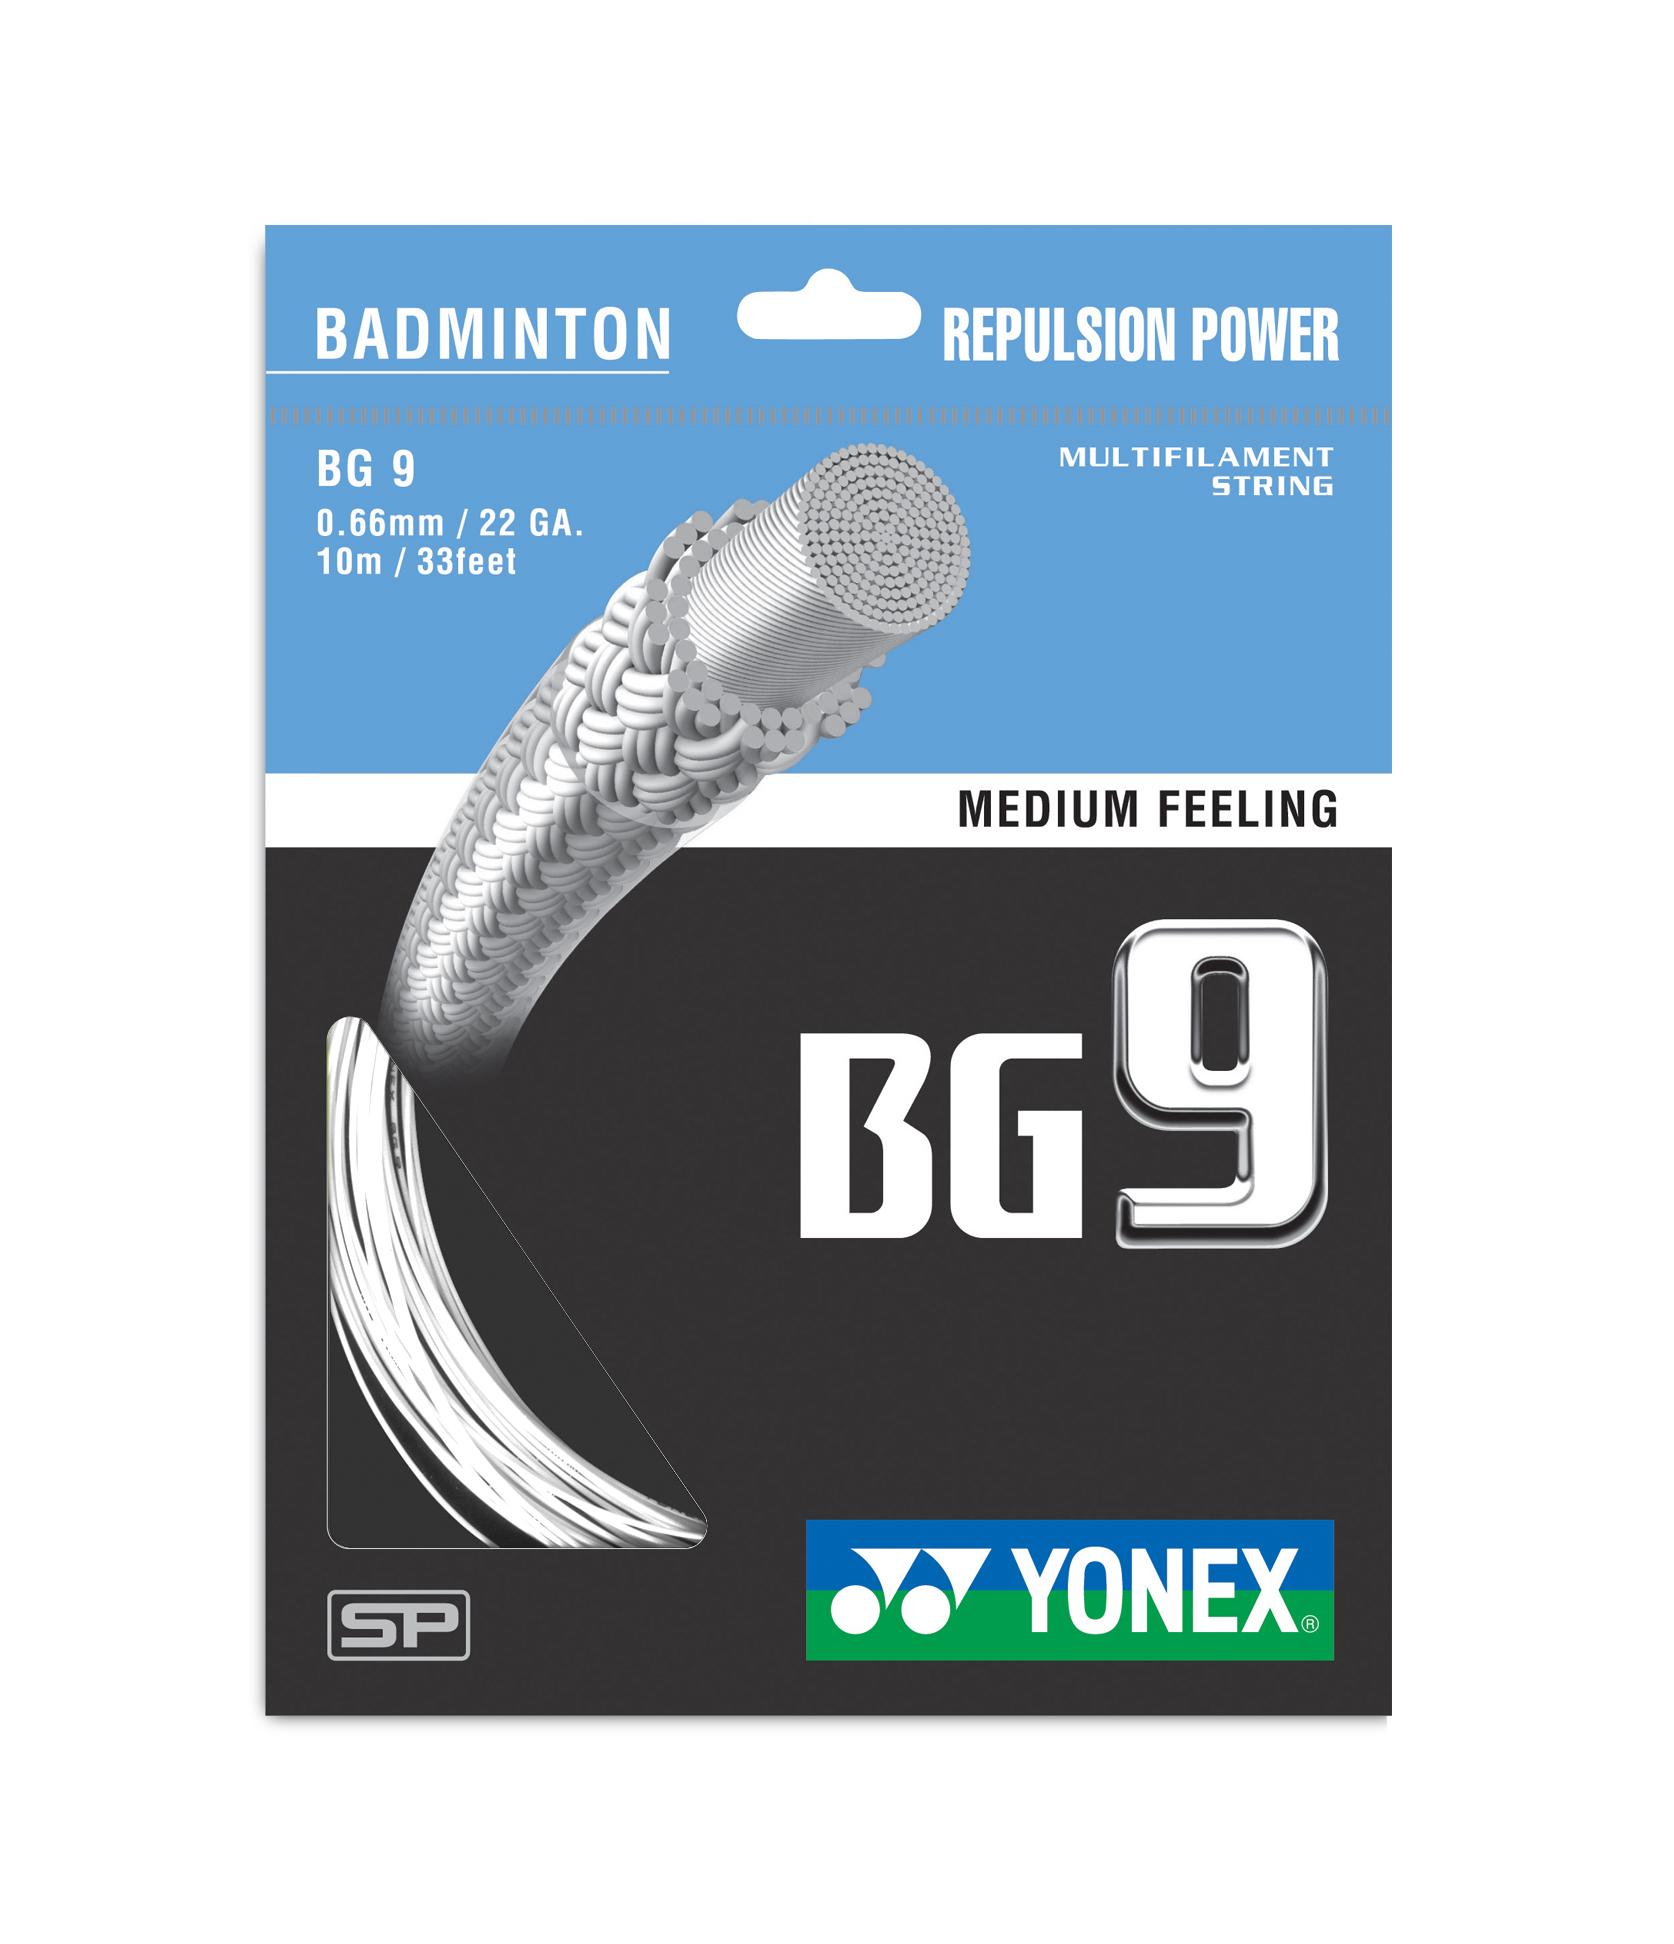 BADMINTON
REPULSION POWER
BG 9
0.66mm / 22 GA.
10m / 33feet
MULTIFILAMENT
STRING
MEDIUM FEELING
BG9
SP
YONEX®